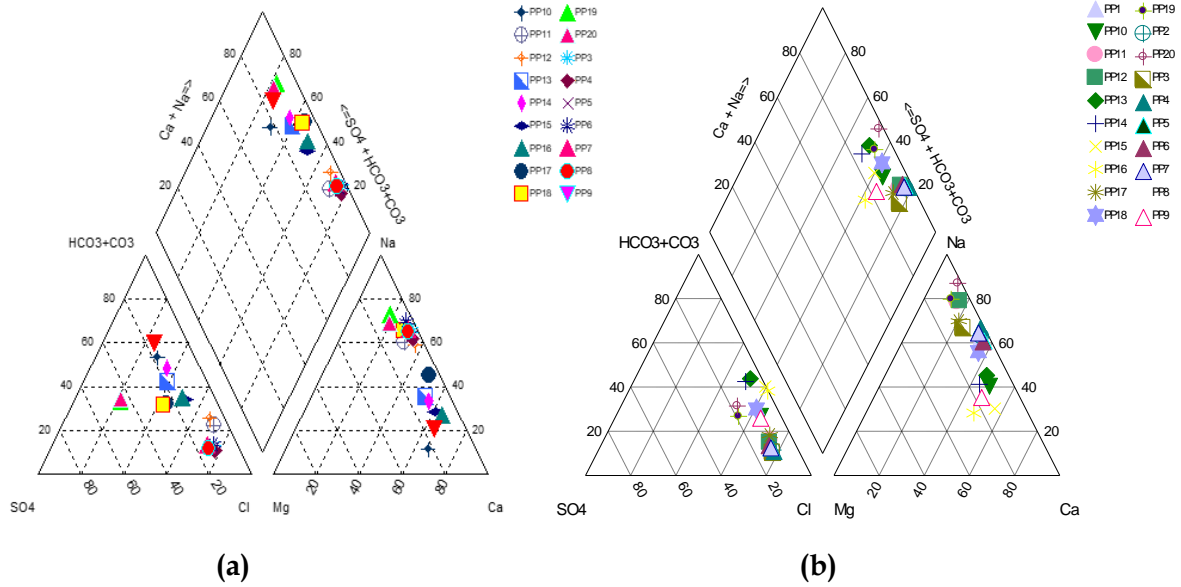 80
80
60
60
40
40
20
20
Ca + Na=>
<=SO4 + HCO3+CO3
HCO3+CO3
Na
80
80
60
60
40
40
20
20
80
60
40
20
20
40
60
80
SO4
Cl
Mg
Ca
PP10
PP19
PP11
PP20
PP12
PP3
PP13
PP4
PP14
PP5
PP15
PP6
PP16
PP7
PP17
PP8
PP18
PP9
(a)
80
80
60
60
40
40
20
20
Ca + Na=>
<=SO4 + HCO3+CO3
HCO3+CO3
Na
80
80
60
60
40
40
20
20
80
60
40
20
20
40
60
80
SO4
Cl
Mg
Ca
PP1
PP19
PP10
PP2
PP11
PP20
PP12
PP3
PP13
PP4
PP14
PP5
PP15
PP6
PP16
PP7
PP17
PP8
PP18
PP9
(b)